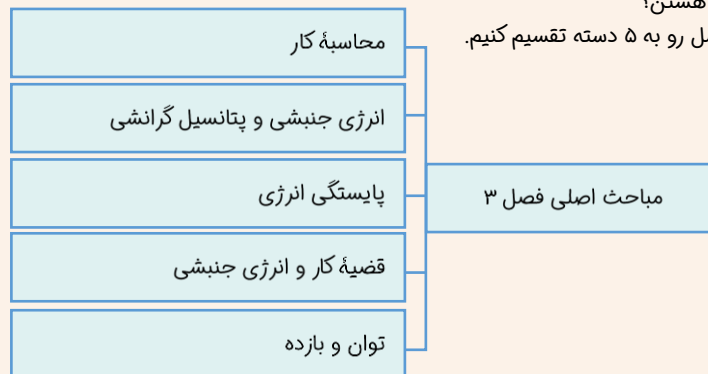 هستن؟
رو به ۵ دسته تقسیم کنیم.
مباحث اصلی فصل ۳
محاسبهٔ کار
انرژی جنبشی و پتانسیل گرانشی
پایستگی انرژی
قضیهٔ کار و انرژی جنبشی
توان و بازده